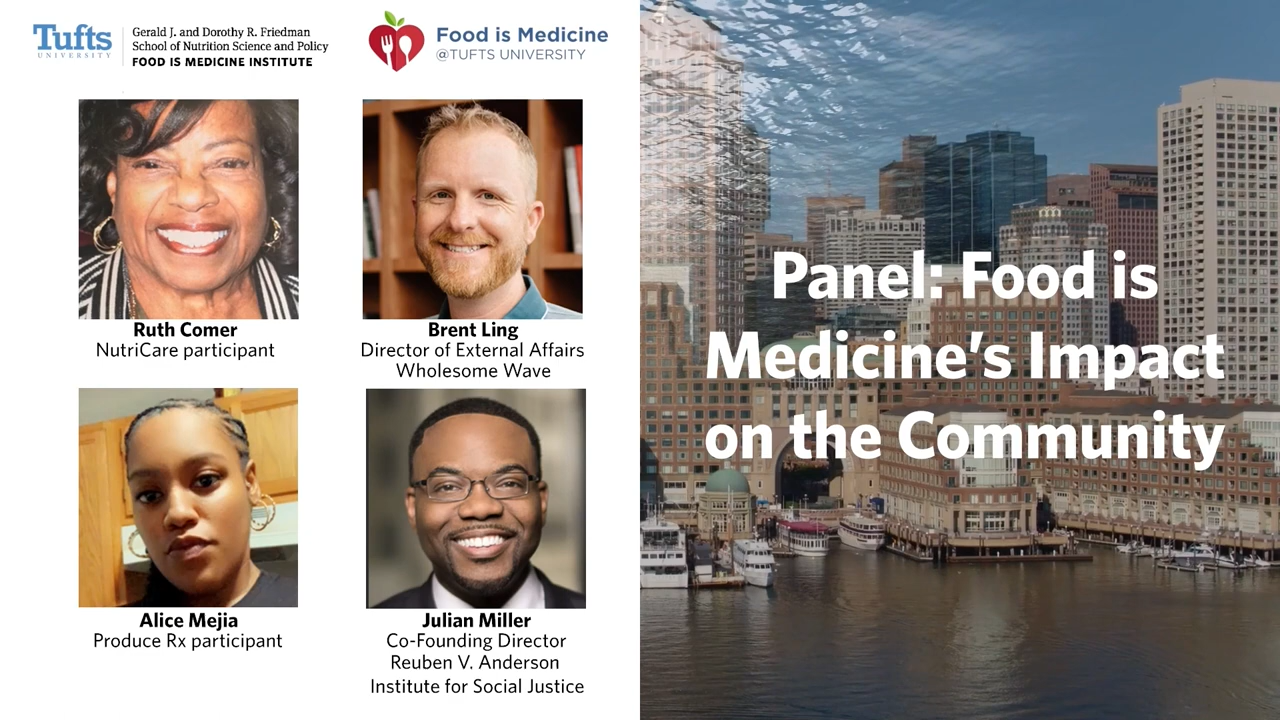 Tufts
UNIVERSITY
Gerald J. and Dorothy R. Friedman
School of Nutrition Science and Policy
FOOD IS MEDICINE INSTITUTE
Food is Medicine
@TUFTS UNIVERSITY
Ruth Comer
NutriCare participant
Brent Ling
Director of External Affairs
Wholesome Wave
Alice Mejia
Produce Rx participant
Julian Miller
Co-Founding Director
Reuben V. Anderson
Institute for Social Justice
Panel: Food is
Medicine’s Impact
on the Community